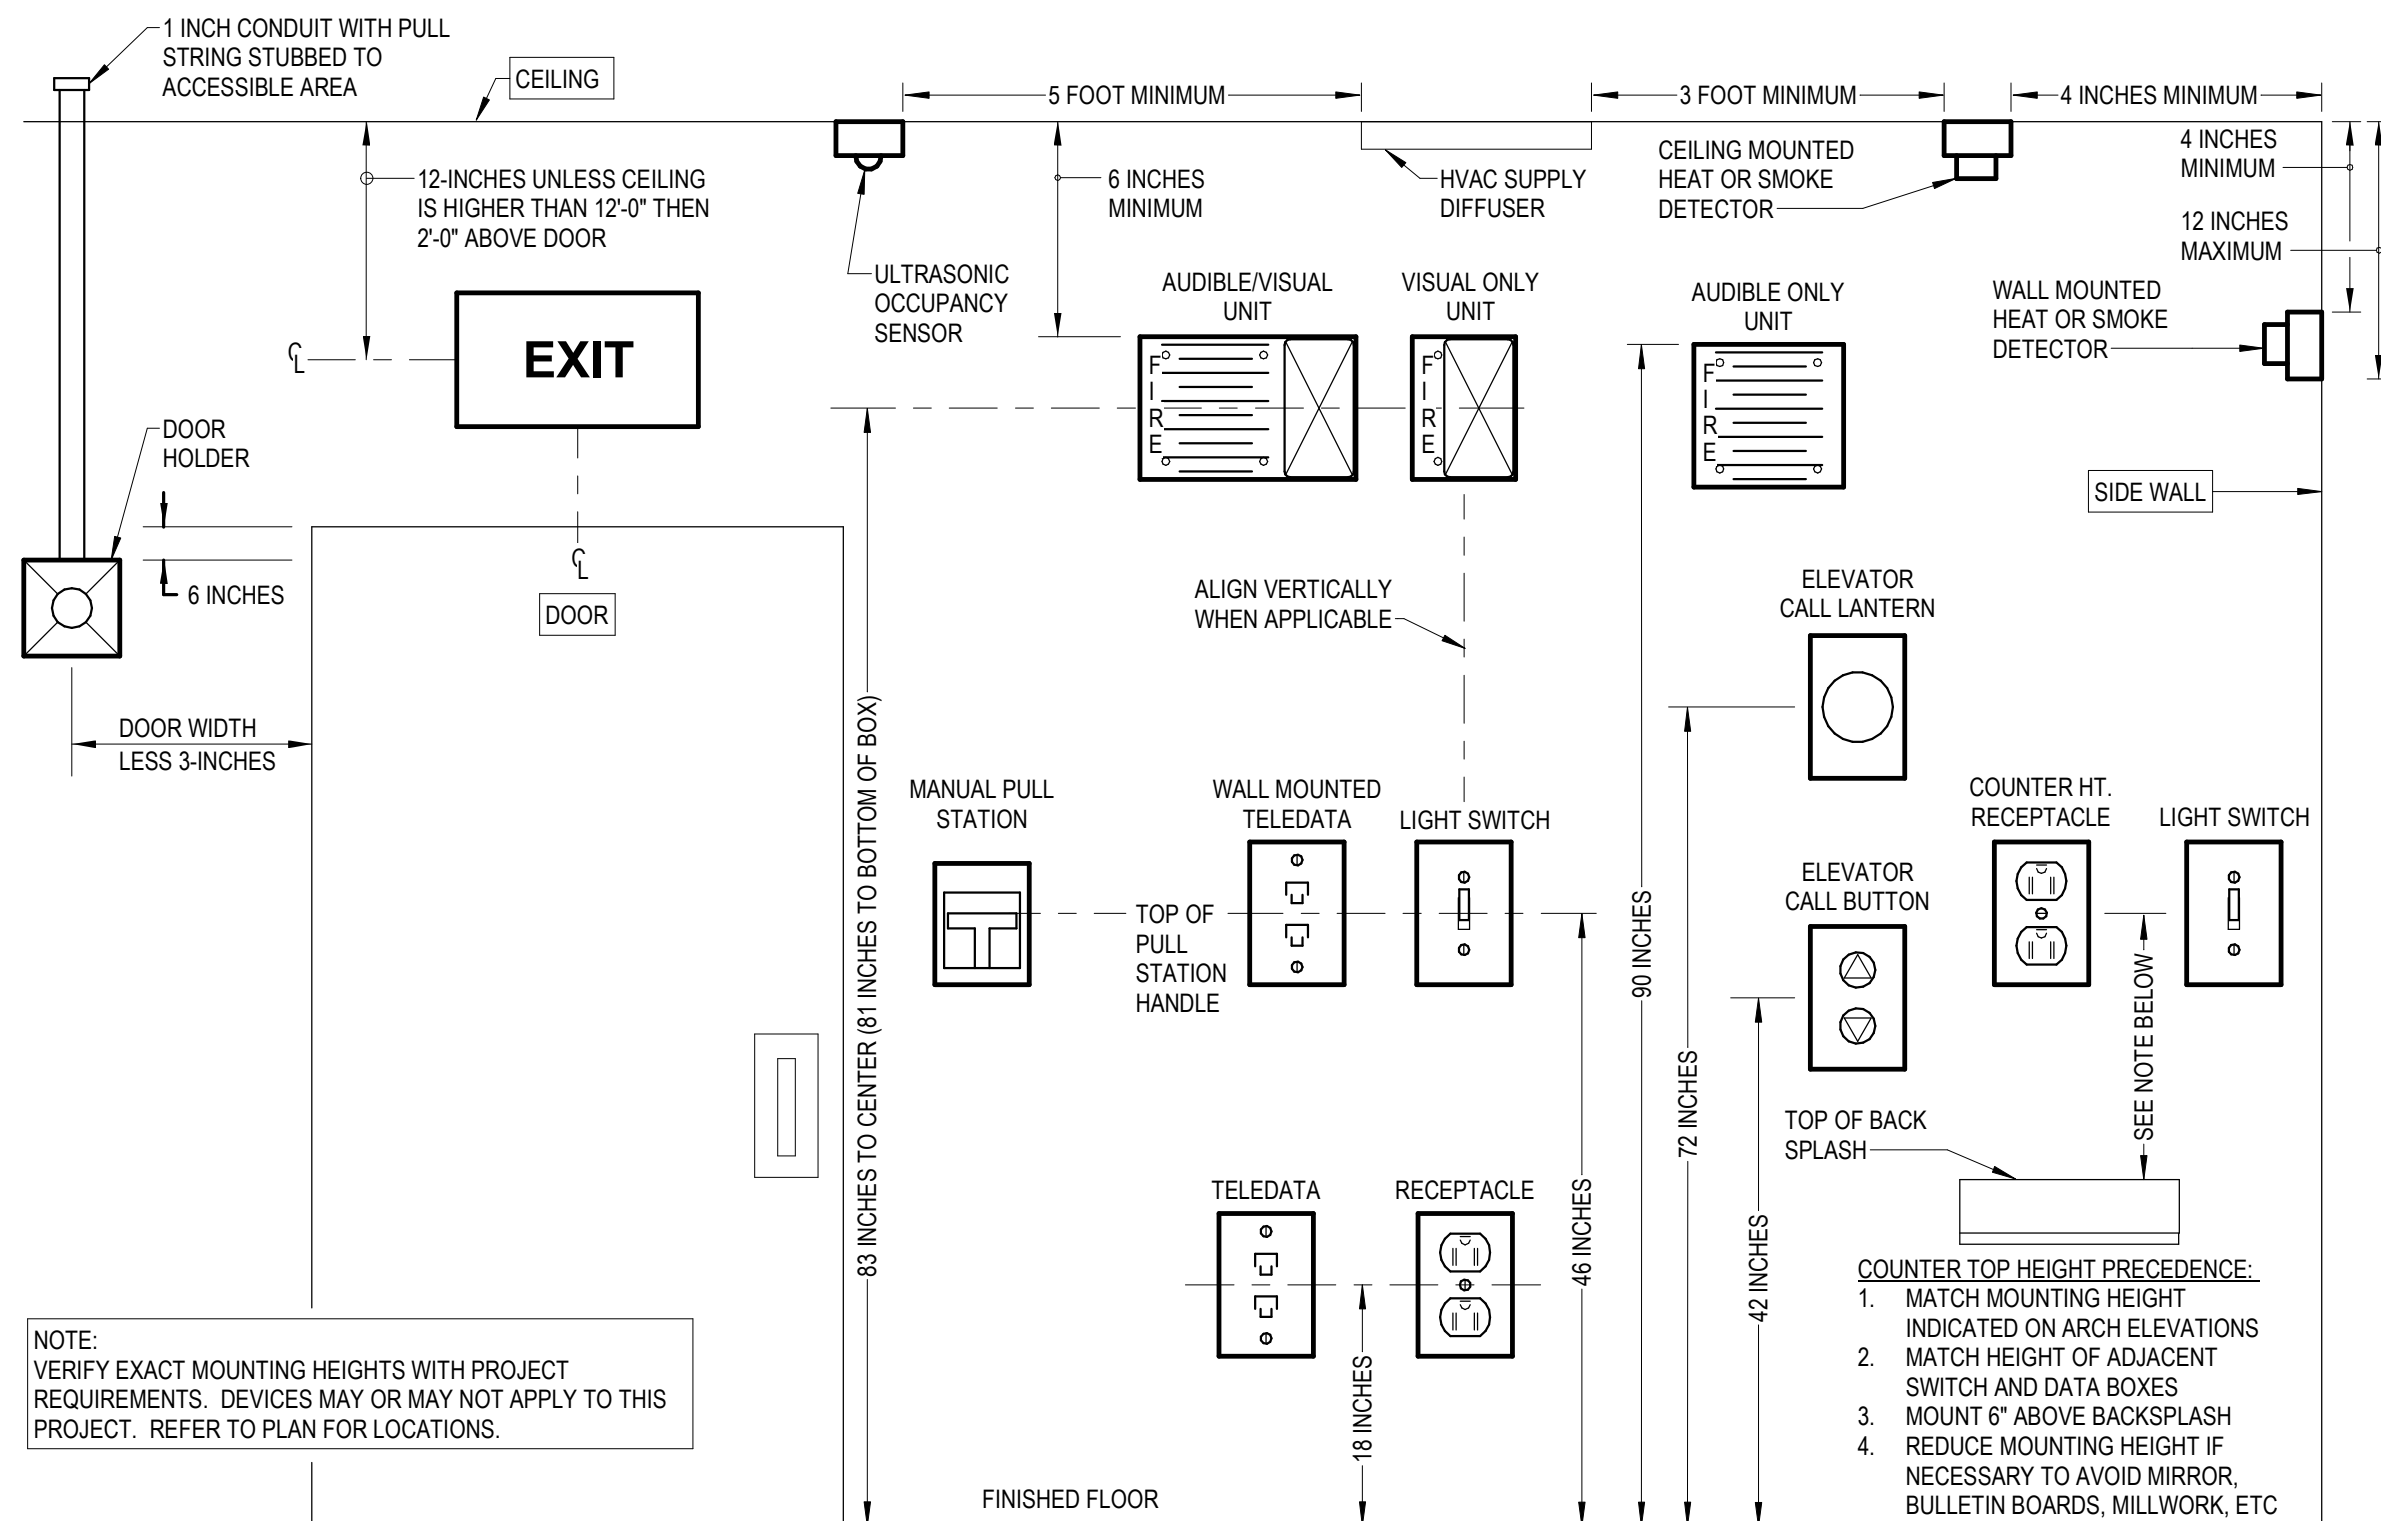 1 INCH CONDUIT WITH PULL
STRING STUBBED TO
ACCESSIBLE AREA
CEILING
5 FOOT MINIMUM
3 FOOT MINIMUM
4 INCHES MINIMUM
12-INCHES UNLESS CEILING
IS HIGHER THAN 12'-0" THEN
2'-0" ABOVE DOOR
6 INCHES
MINIMUM
HVAC SUPPLY
DIFFUSER
CEILING MOUNTED
HEAT OR SMOKE
DETECTOR
4 INCHES
MINIMUM
12 INCHES
MAXIMUM
ULTRASONIC
OCCUPANCY
SENSOR
AUDIBLE/VISUAL
UNIT
VISUAL ONLY
UNIT
AUDIBLE ONLY
UNIT
WALL MOUNTED
HEAT OR SMOKE
DETECTOR
CL
EXIT
FIRE
FIRE
FIRE
DOOR
HOLDER
SIDE WALL
6 INCHES
CL
DOOR
ALIGN VERTICALLY
WHEN APPLICABLE
ELEVATOR
CALL LANTERN
DOOR WIDTH
LESS 3-INCHES
83 INCHES TO CENTER (81 INCHES TO BOTTOM OF BOX)
MANUAL PULL
STATION
WALL MOUNTED
TELEDATA
LIGHT SWITCH
COUNTER HT.
RECEPTACLE
LIGHT SWITCH
TOP OF
PULL
STATION
HANDLE
90 INCHES
ELEVATOR
CALL BUTTON
SEE NOTE BELOW
72 INCHES
TOP OF BACK
SPLASH
TELEDATA
RECEPTACLE
46 INCHES
42 INCHES
18 INCHES
COUNTER TOP HEIGHT PRECEDENCE:
1. MATCH MOUNTING HEIGHT
INDICATED ON ARCH ELEVATIONS
2. MATCH HEIGHT OF ADJACENT
SWITCH AND DATA BOXES
3. MOUNT 6" ABOVE BACKSPLASH
4. REDUCE MOUNTING HEIGHT IF
NECESSARY TO AVOID MIRROR,
BULLETIN BOARDS, MILLWORK, ETC
NOTE:
VERIFY EXACT MOUNTING HEIGHTS WITH PROJECT
REQUIREMENTS. DEVICES MAY OR MAY NOT APPLY TO THIS
PROJECT. REFER TO PLAN FOR LOCATIONS.
FINISHED FLOOR